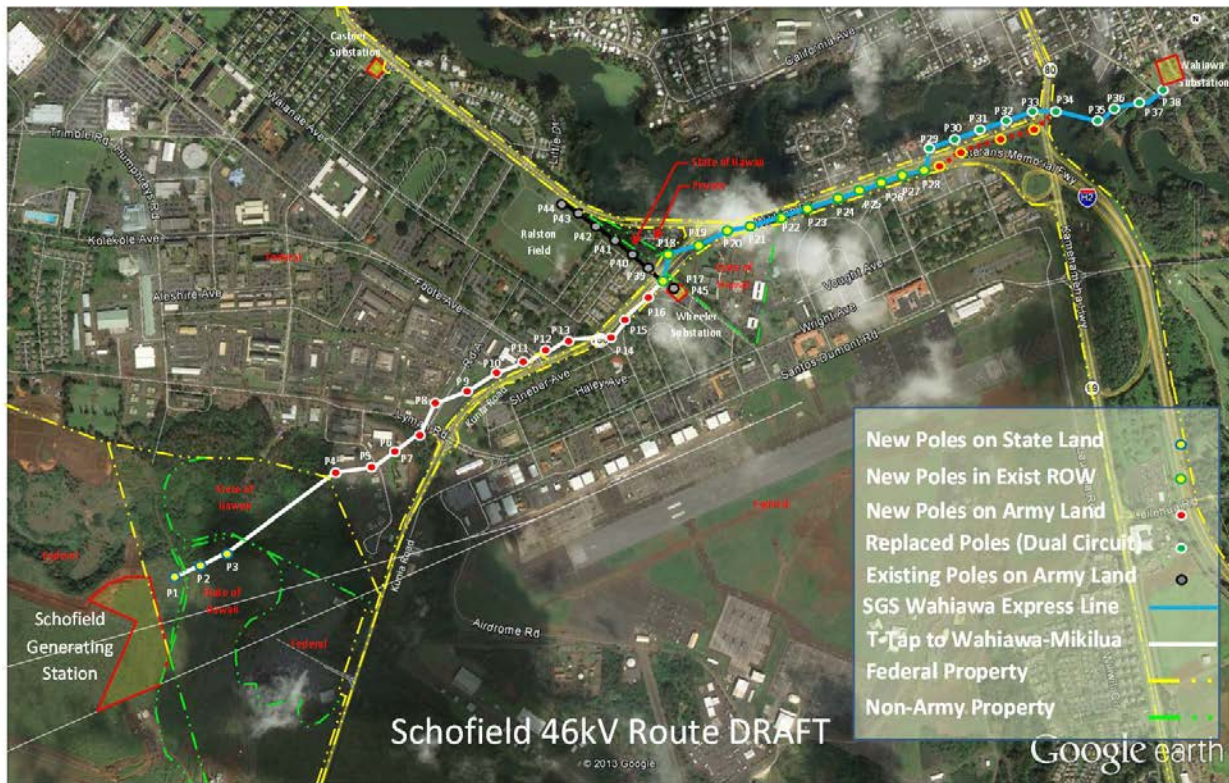 Castner
Substation
Waianae Ave
Trimble Rd
Humphreys Rd
Kolekole Ave
Aleshire Ave
Foote Ave
Federal
California Ave
80
N
Wahiawa
Substation
P33
P34
P36
P32
P31
P30
P29
P35
P37
P38
Memorial Fwy
H2
State of Hawaii
P44
P43
P42
P41
P40
P39
Ralston
Field
P18
P19
P20
P21
P22
P23
P24
P25
P26
P27
P28
P17
P45
P16
Wheeler
Substation
Vought Ave
Wright Ave
Santos Dumont Rd
Kamehameha Hwy
99
P15
P14
P13
P12
P11
P10
P9
P8
Strieber Ave
Haley Ave
Kunia Road
Lyman Rd
P7
P6
P5
P4
State of
Hawaii
Federal
P3
P2
P1
State of
Hawaii
Federal
Federal
Kunia Road
Airdrome Rd
Schofield
Generating
Station
New Poles on State Land
New Poles in Exist ROW
New Poles on Army Land
Replaced Poles (Dual Circuit)
Existing Poles on Army Land
SGS Wahiawa Express Line
T-Tap to Wahiawa-Mikilua
Federal Property
Non-Army Property
Schofield 46kV Route DRAFT
© 2013 Google
Google earth